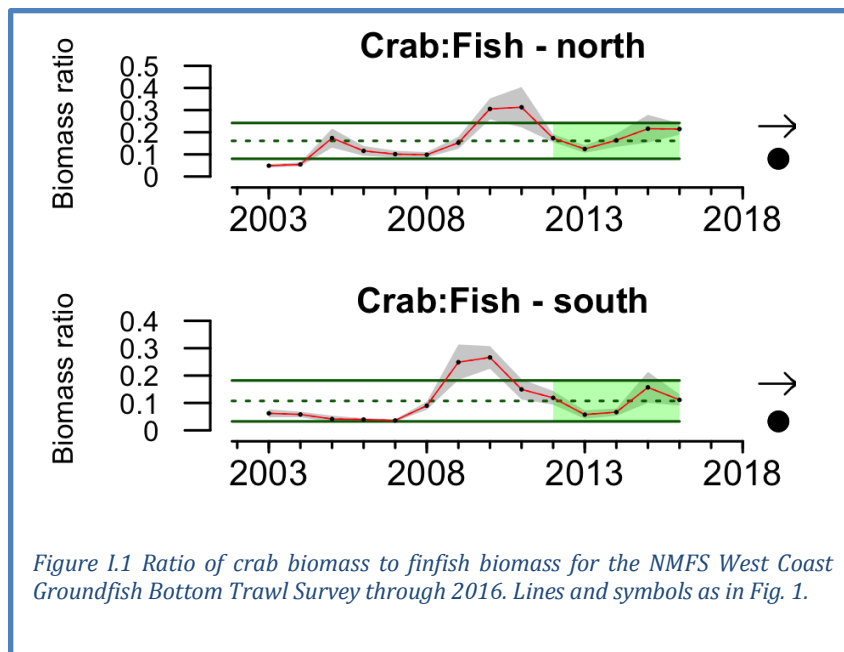 Crab:Fish - north
Biomass ratio
0.5
0.4
0.3
0.2
0.1
0
2003 2008 2013 2018
Crab:Fish - south
Biomass ratio
0.4
0.3
0.2
0.1
0
2003 2008 2013 2018
Figure I.1 Ratio of crab biomass to finfish biomass for the NMFS West Coast
Groundfish Bottom Trawl Survey through 2016. Lines and symbols as in Fig. 1.